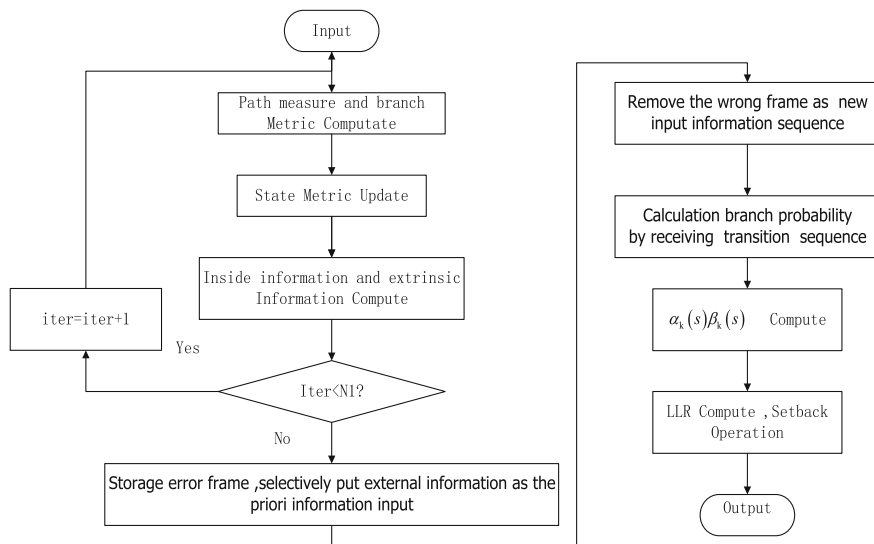 Input
Path measure and branch
Metric Computate
State Metric Update
Inside information and extrinsic
Information Compute
iter=iter+1
Yes
Iter<N1?
No
Storage error frame ,selectively put external information as the
priori information input
Remove the wrong frame as new
input information sequence
Calculation branch probability
by receiving transition sequence
αk(s)βk(s) Compute
LLR Compute ,Setback
Operation
Output